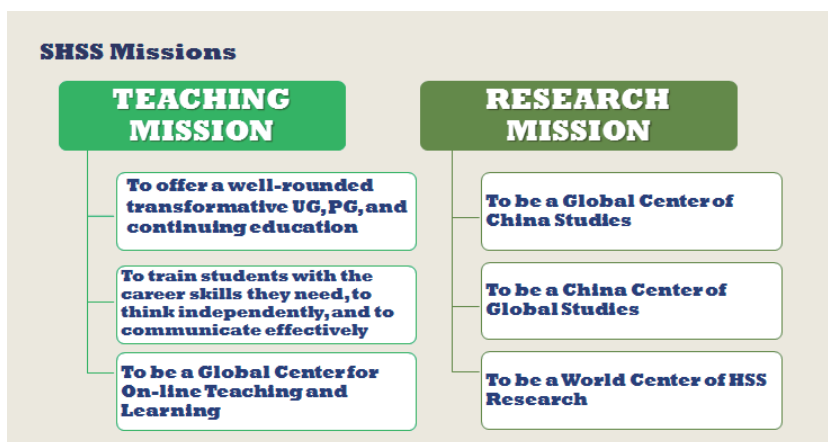 SHSS Missions
TEACHING
MISSION
To offer a well-rounded
transformative UG, PG, and
continuing education
To train students with the
career skills they need, to
think independently, and to
communicate effectively
To be a Global Center for
On-line Teaching and
Learning
RESEARCH
MISSION
To be a Global Center of
China Studies
To be a China Center of
Global Studies
To be a World Center of HSS
Research